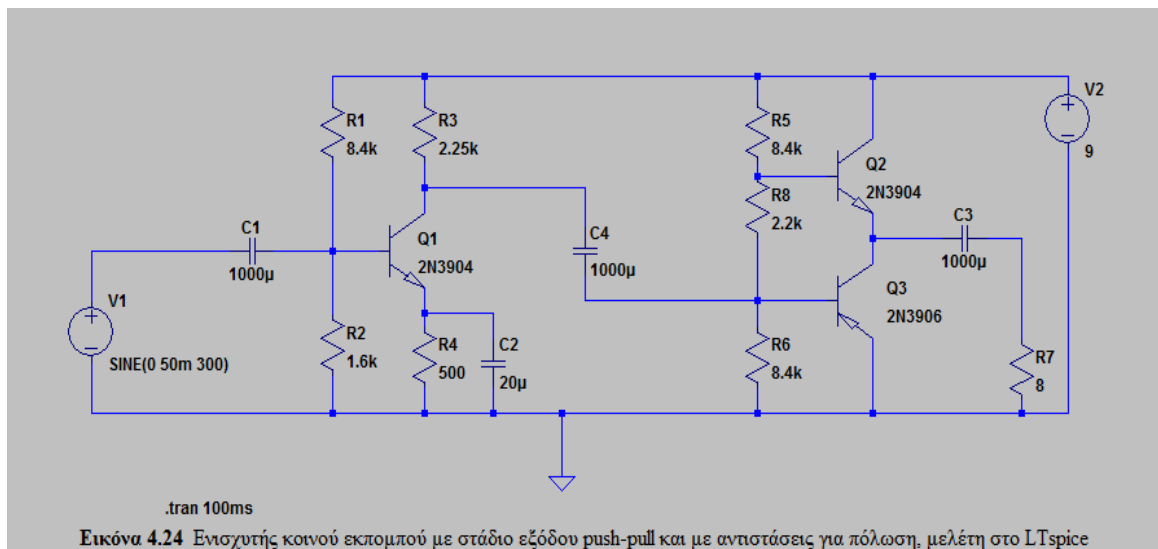 V2
9
R1
8.4k
R3
2.25k
R5
8.4k
Q2
2N3904
R8
2.2k
C3
1000µ
C1
1000µ
Q1
2N3904
C4
1000µ
Q3
2N3906
V1
SINE(0 50m 300)
R2
1.6k
R4
500
C2
20µ
R6
8.4k
R7
8
.tran 100ms
Εικόνα 4.24 Ενισχυτής κοινού εκπομπού με στάδιο εξόδου push-pull και με αντιστάσεις για πόλωση, μελέτη στο LTspice